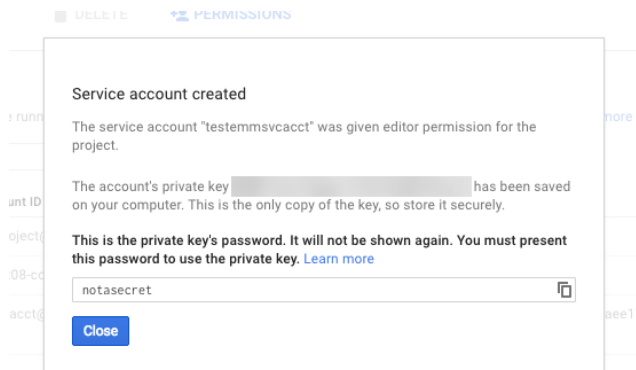 DELETE PERMISSIONS
Service account created
The service account "testemmsvcacct" was given editor permission for the
project.
The account's private key has been saved
on your computer. This is the only copy of the key, so store it securely.
This is the private key's password. It will not be shown again. You must present
this password to use the private key. Learn more
notasecret
Close
e runn
more
unt ID
oject@
:08-cc
acct@
aee1